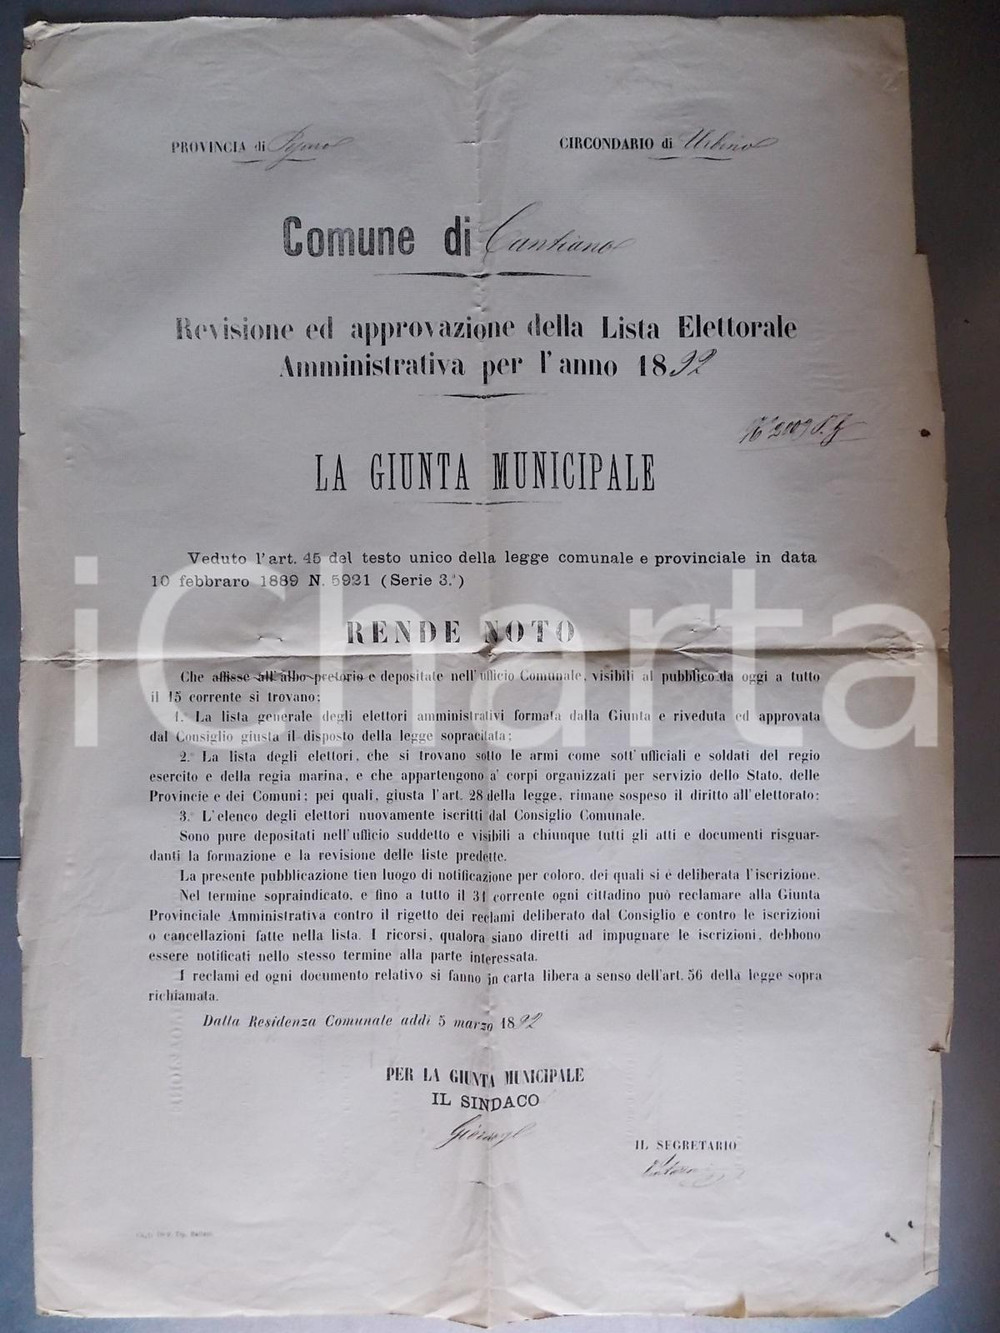 PROVINCIA di Pesaro
CIRCONDARIO di Urbino
Comune di Cantiano
Revisione ed approvazione della Lista Elettorale
Amministrativa per l'anno 1892
LA GIUNTA MUNICIPALE
Veduto l'art. 45 del testo unico della legge comunale e provinciale in data
10 febbraro 1889 N. 5921 (Serie 3.ª)
RENDE NOTO
Che affisse all'albo pretorio e depositate nell'ufficio Comunale, visibili al pubblico da oggi a tutto
il 15 corrente si trovano;
1.° La lista generale degli elettori amministrativi formata dalla Giunta e riveduta ed approvata
dal Consiglio giusta il disposto della legge sopracitata;
2.° La lista degli elettori, che si trovano sotto le armi come sott'ufficiali e soldati del regio
esercito e della regia marina, e che appartengono a' corpi organizzati per servizio dello Stato, delle
Provincie e dei Comuni; pei quali, giusta l'art. 28 della legge, rimane sospeso il diritto all'elettorato;
3.° L'elenco degli elettori nuovamente iscritti dal Consiglio Comunale.
Sono pure depositati nell'ufficio suddetto e visibili a chiunque tutti gli atti e documenti risguar-
danti la formazione e la revisione delle liste predette.
La presente pubblicazione tien luogo di notificazione per coloro, dei quali si è deliberata l'iscrizione.
Nel termine sopraindicato, e fino a tutto il 31 corrente ogni cittadino può reclamare alla Giunta
Provinciale Amministrativa contro il rigetto dei reclami deliberato dal Consiglio e contro le iscrizioni
o cancellazioni fatte nella lista. I ricorsi, qualora siano diretti ad impugnare le iscrizioni, debbono
essere notificati nello stesso termine alla parte interessata.
I reclami ed ogni documento relativo si fanno in carta libera a senso dell'art. 56 della legge sopra
richiamata.
Dalla Residenza Comunale addì 5 marzo 1892
PER LA GIUNTA MUNICIPALE
IL SINDACO
IL SEGRETARIO
iCharta